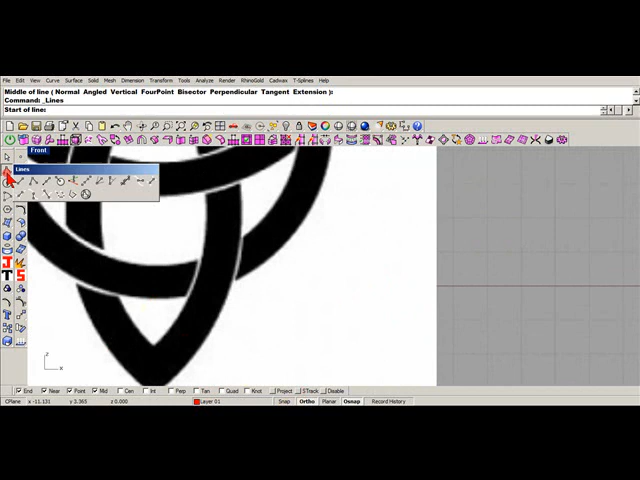 File Edit View Curve Surface Solid Mesh Dimension Transform Tools Analyze Render RhinoGold Cadwax T-Splines Help
Middle of line ( Normal Angled Vertical FourPoint Bisector Perpendicular Tangent Extension ):
Command: _Lines
Start of line:
Front
Lines
J
T S
z
x
End Near Point Mid Cen Int Perp Tan Quad Knot Project STrack Disable
CPlane x -11.131 y 3.365 z 0.000 Layer 01 Snap Ortho Planar Osnap Record History